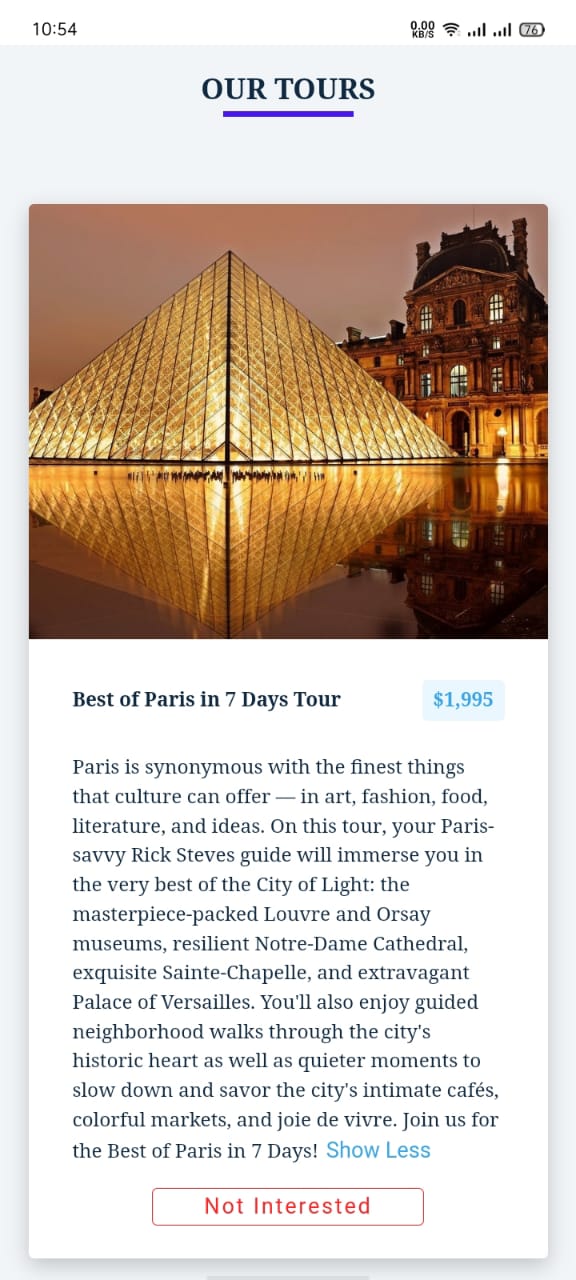 10:54
0.00
KB/S
76
OUR TOURS
Best of Paris in 7 Days Tour
$1,995
Paris is synonymous with the finest things
that culture can offer — in art, fashion, food,
literature, and ideas. On this tour, your Paris-
savvy Rick Steves guide will immerse you in
the very best of the City of Light: the
masterpiece-packed Louvre and Orsay
museums, resilient Notre-Dame Cathedral,
exquisite Sainte-Chapelle, and extravagant
Palace of Versailles. You'll also enjoy guided
neighborhood walks through the city's
historic heart as well as quieter moments to
slow down and savor the city's intimate cafés,
colorful markets, and joie de vivre. Join us for
the Best of Paris in 7 Days! Show Less
Not Interested